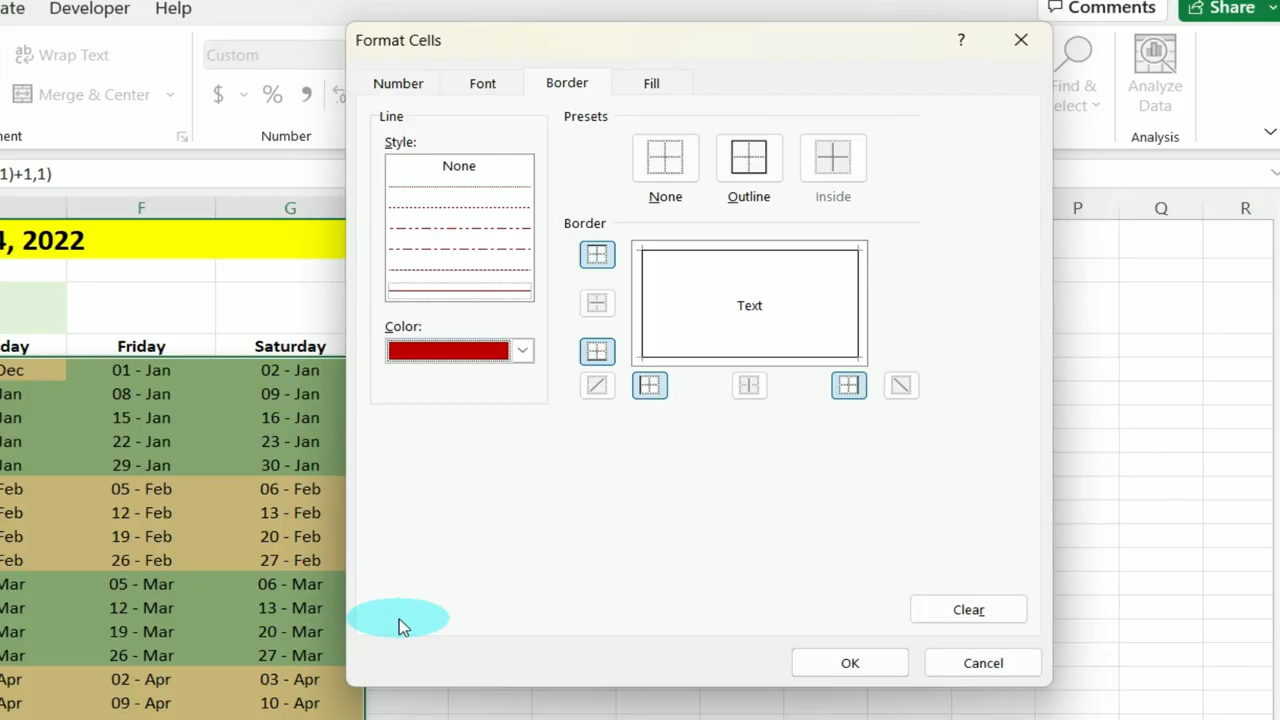 ate Developer Help
Comments
Share
Wrap Text
Custom
Merge & Center
$ % 9
Find &
elect
Analyze
Data
ent
Number
Analysis
1)+1,1)
F G P Q R
4, 2022
day Friday Saturday
Dec 01 - Jan 02 - Jan
Jan 08 - Jan 09 - Jan
Jan 15 - Jan 16 - Jan
Jan 22 - Jan 23 - Jan
Jan 29 - Jan 30 - Jan
Feb 05 - Feb 06 - Feb
Feb 12 - Feb 13 - Feb
Feb 19 - Feb 20 - Feb
Feb 26 - Feb 27 - Feb
Mar 05 - Mar 06 - Mar
Mar 12 - Mar 13 - Mar
Mar 19 - Mar 20 - Mar
Mar 26 - Mar 27 - Mar
Apr 02 - Apr 03 - Apr
Apr 09 - Apr 10 - Apr
Format Cells ?
Number Font Border Fill
Line
Style:
None
Color:
Presets
None Outline Inside
Border
Text
Clear
OK Cancel